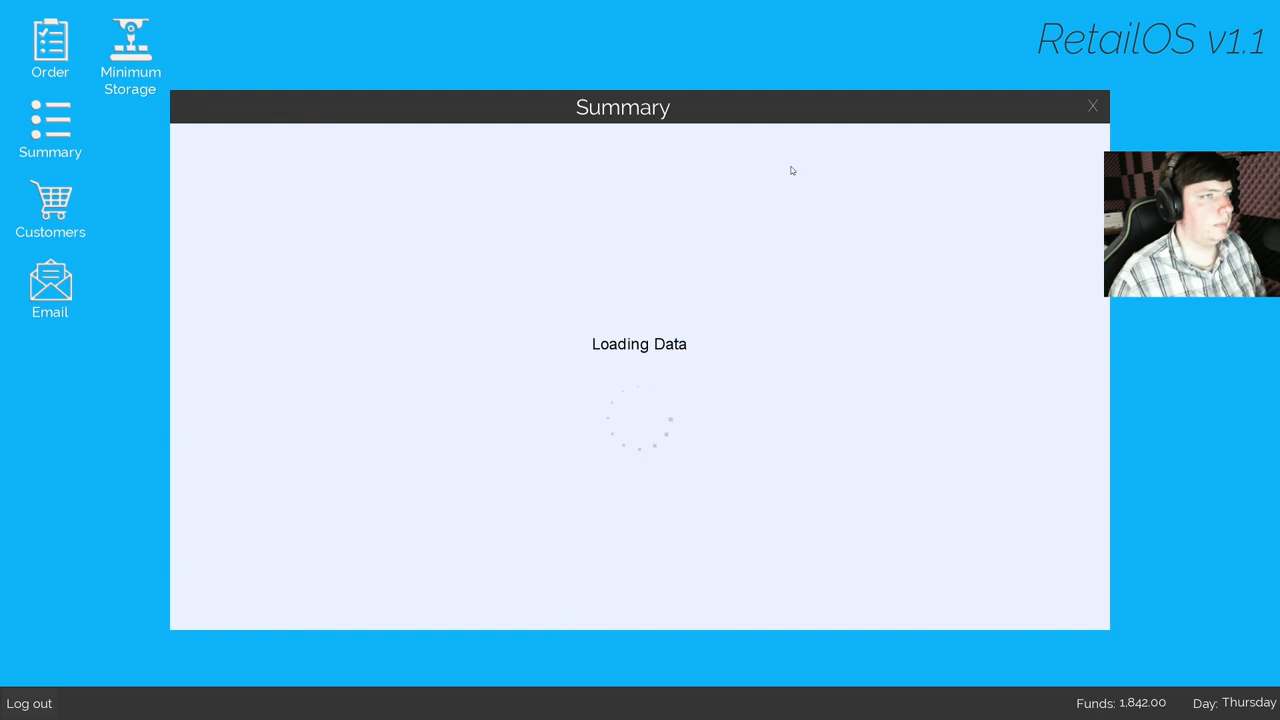 RetailOS v1.1
Order
Minimum
Storage
Summary
Customers
Email
Summary X
Loading Data
Log out
Funds: 1,842.00 Day: Thursday